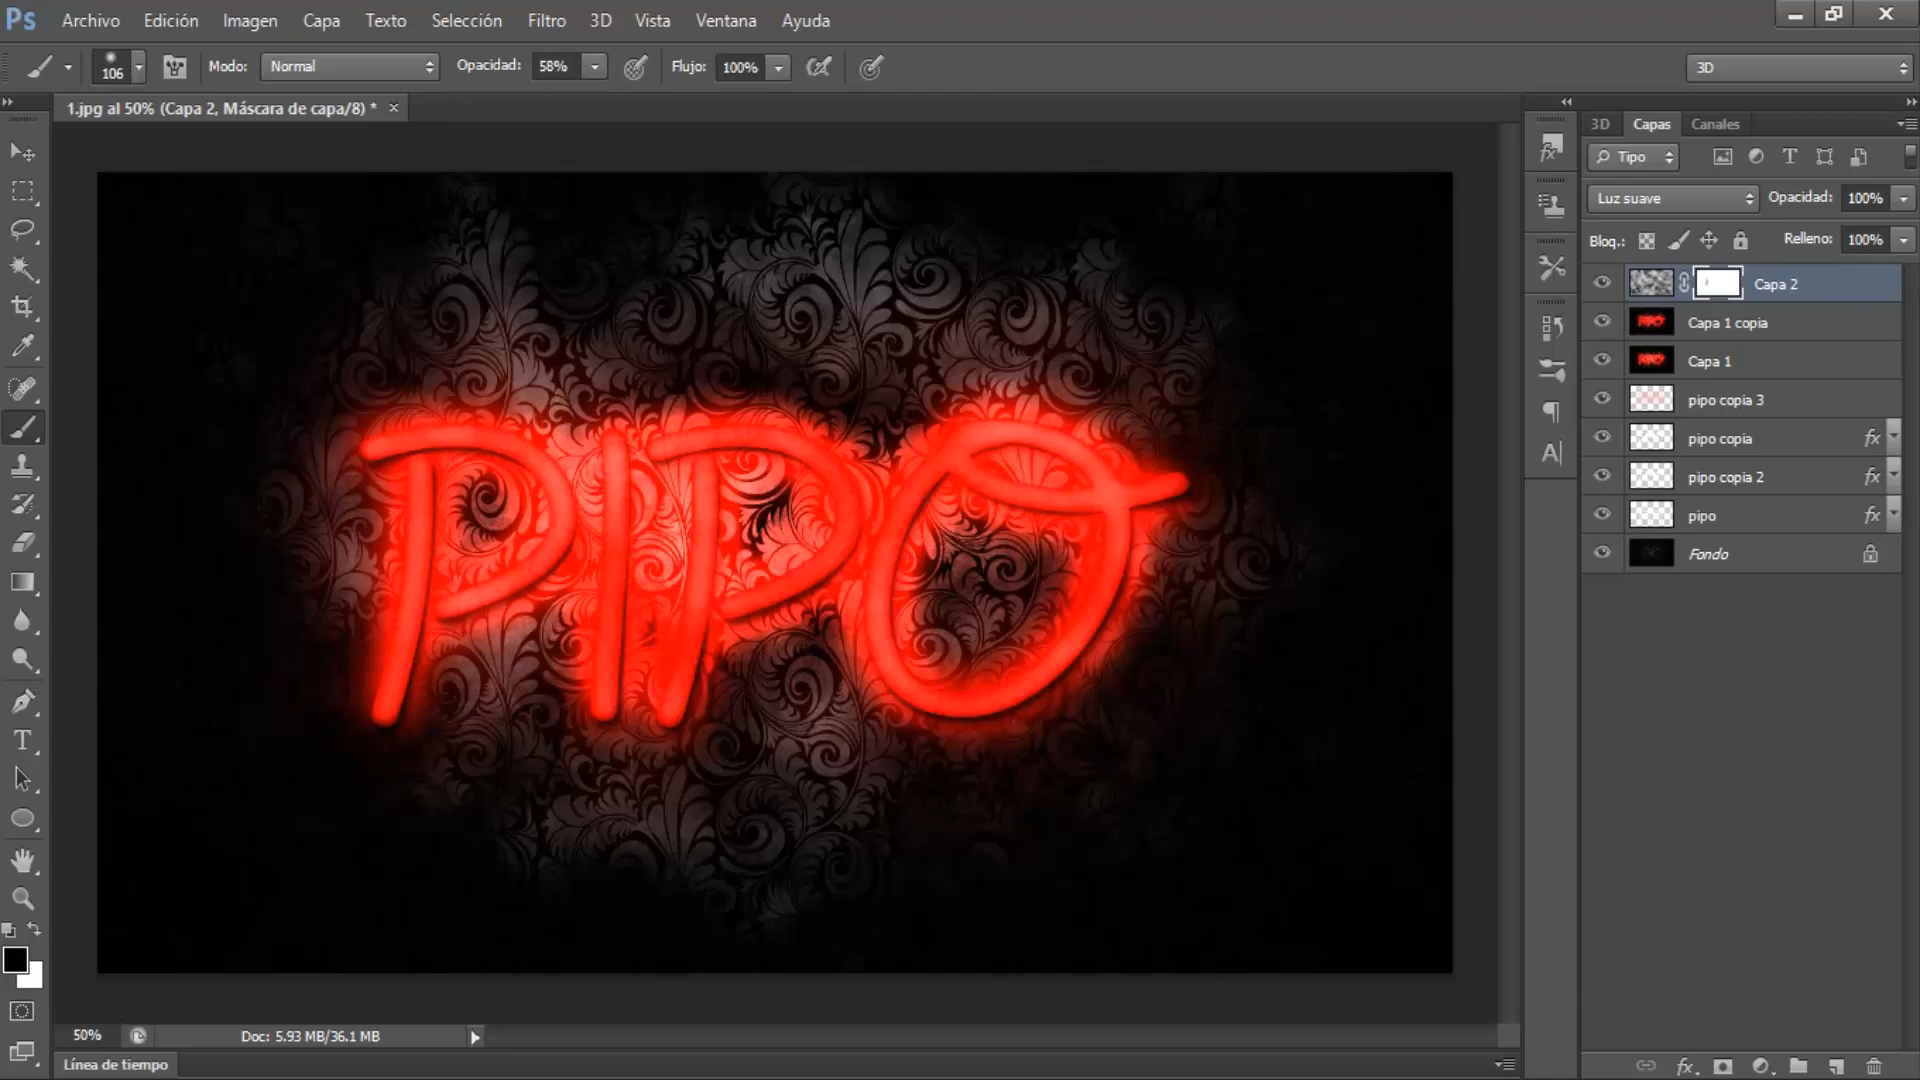 Ps Archivo Edición Imagen Capa Texto Selección Filtro 3D Vista Ventana Ayuda
106 Modo: Normal Opacidad: 58% Flujo: 100% 3D
1.jpg al 50% (Capa 2, Máscara de capa/8) * ×
3D Capas Canales
Tipo
Luz suave Opacidad: 100%
Bloq.: Relleno: 100%
Capa 2
Capa 1 copia
Capa 1
pipo copia 3
pipo copia fx
pipo copia 2 fx
pipo fx
Fondo
PIPO
50% Doc: 5.93 MB/36.1 MB
Línea de tiempo